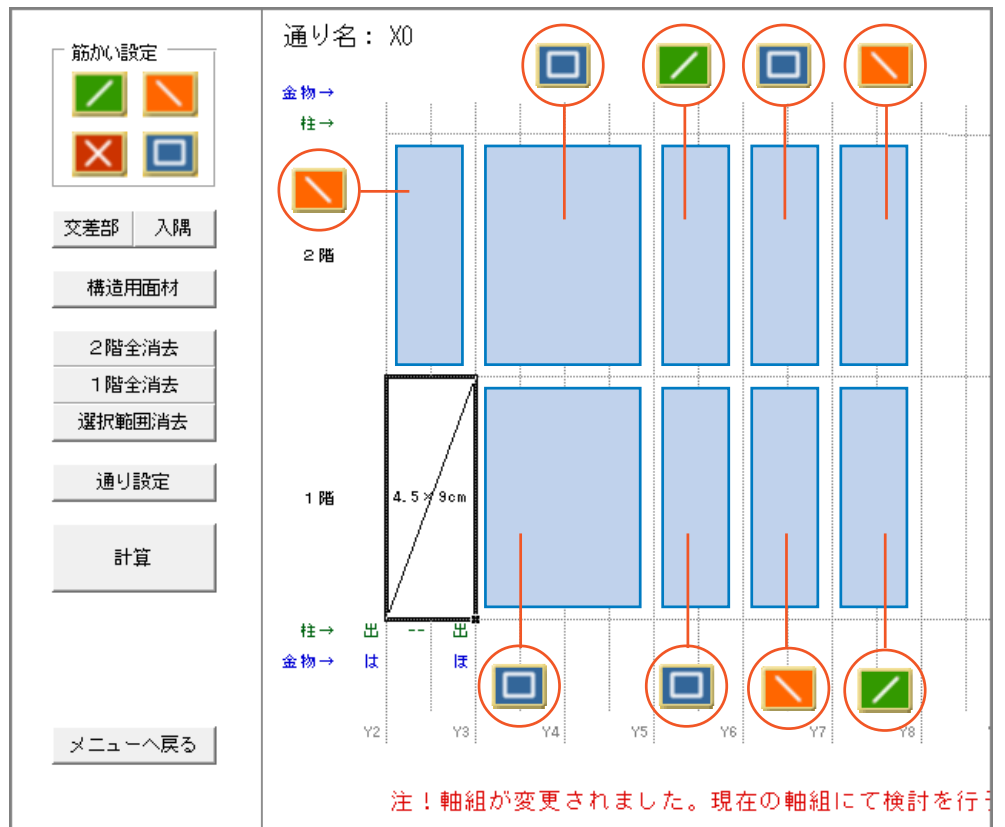 筋かい設定
交差部 入隅
構造用面材
2階全消去
1階全消去
選択範囲消去
通り設定
計算
メニューへ戻る
通り名: X0
金物→
柱→
2階
1階
4.5×9cm
柱→ 出 -- 出
金物→ は ほ
Y2 Y3 Y4 Y5 Y6 Y7 Y8
注!軸組が変更されました。現在の軸組にて検討を行